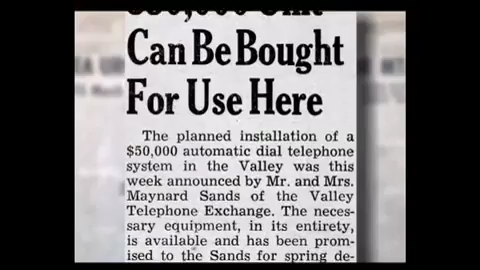 Can Be Bought
For Use Here
The planned installation of a
$50,000 automatic dial telephone
system in the Valley was this
week announced by Mr. and Mrs.
Maynard Sands of the Valley
Telephone Exchange. The neces-
sary equipment, in its entirety,
is available and has been prom-
ised to the Sands for spring de-